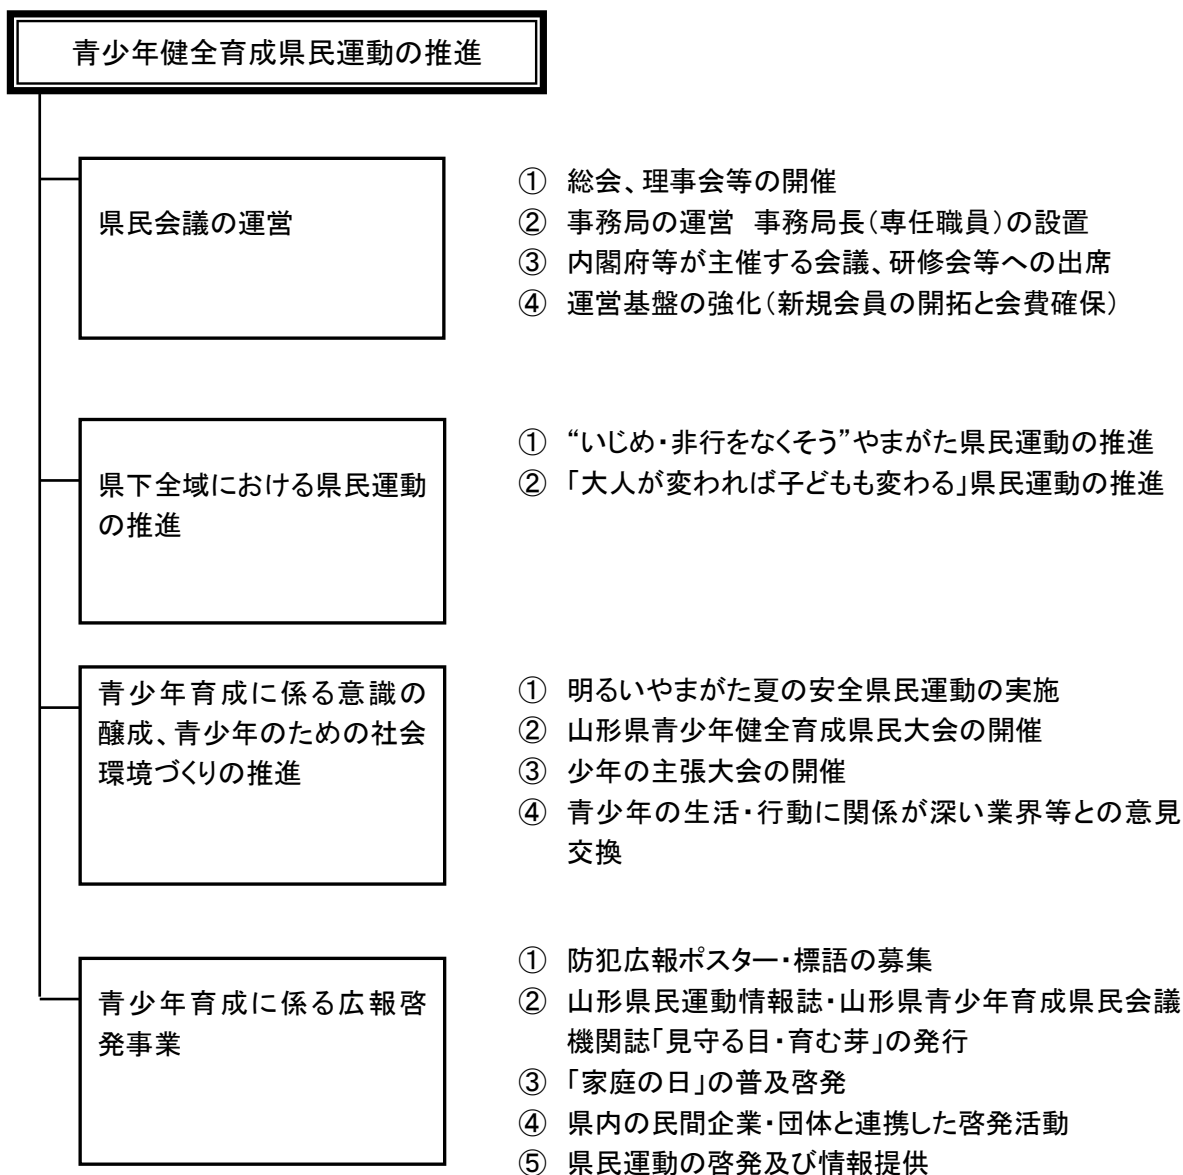 青少年健全育成県民運動の推進
県民会議の運営
① 総会、理事会等の開催
② 事務局の運営　事務局長（専任職員）の設置
③ 内閣府等が主催する会議、研修会等への出席
④ 運営基盤の強化（新規会員の開拓と会費確保）
県下全域における県民運動
の推進
① “いじめ・非行をなくそう”やまがた県民運動の推進
② 「大人が変われば子どもも変わる」県民運動の推進
青少年育成に係る意識の
醸成、青少年のための社会
環境づくりの推進
① 明るいやまがた夏の安全県民運動の実施
② 山形県青少年健全育成県民大会の開催
③ 少年の主張大会の開催
④ 青少年の生活・行動に関係が深い業界等との意見
交換
青少年育成に係る広報啓
発事業
① 防犯広報ポスター・標語の募集
② 山形県民運動情報誌・山形県青少年育成県民会議
機関誌「見守る目・育む芽」の発行
③ 「家庭の日」の普及啓発
④ 県内の民間企業・団体と連携した啓発活動
⑤ 県民運動の啓発及び情報提供